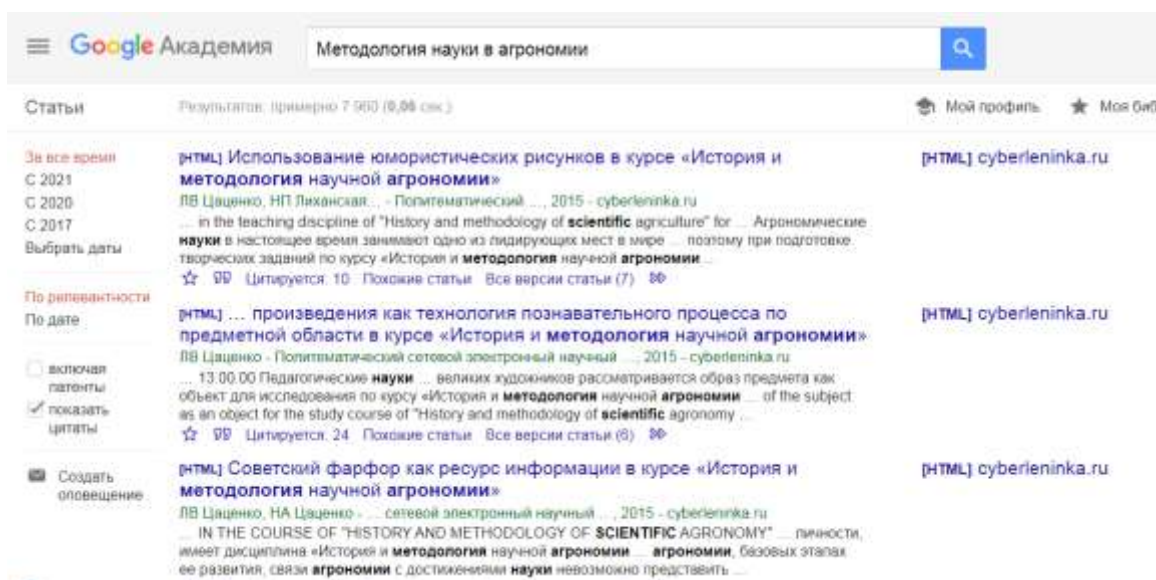 Google Академия
Методология науки в агрономии
Статьи
Результатов: примерно 7 960 (0,06 сек.)
Мой профиль
Моя биб
За все время
С 2021
С 2020
С 2017
Выбрать даты
По релевантности
По дате
включая
патенты
показать
цитаты
Создать
оповещение
[HTML] Использование юмористических рисунков в курсе «История и
методология научной агрономии»
ЛВ Цаценко, НП Лиханская... - Политематический ..., 2015 - cyberleninka.ru
... in the teaching discipline of "History and methodology of scientific agriculture" for ... Агрономические
науки в настоящее время занимают одно из лидирующих мест в мире ... поэтому при подготовке
творческих заданий по курсу «История и методология научной агрономии ...
Цитируется: 10 Похожие статьи Все версии статьи (7)
[HTML] cyberleninka.ru
[HTML] ... произведения как технология познавательного процесса по
предметной области в курсе «История и методология научной агрономии»
ЛВ Цаценко - Политематический сетевой электронный научный ..., 2015 - cyberleninka.ru
... 13.00.00 Педагогические науки ... великих художников рассматривается образ предмета как
объект для исследования по курсу «История и методология научной агрономии ... of the subject
as an object for the study course of "History and methodology of scientific agronomy ...
Цитируется: 24 Похожие статьи Все версии статьи (6)
[HTML] cyberleninka.ru
[HTML] Советский фарфор как ресурс информации в курсе «История и
методология научной агрономии»
ЛВ Цаценко, НА Цаценко - ... сетевой электронный научный ..., 2015 - cyberleninka.ru
... IN THE COURSE OF "HISTORY AND METHODOLOGY OF SCIENTIFIC AGRONOMY" ... личности,
имеет дисциплина «История и методология научной агрономии ... агрономии, базовых этапах
ее развития, связи агрономии с достижениями науки невозможно представить ...
[HTML] cyberleninka.ru